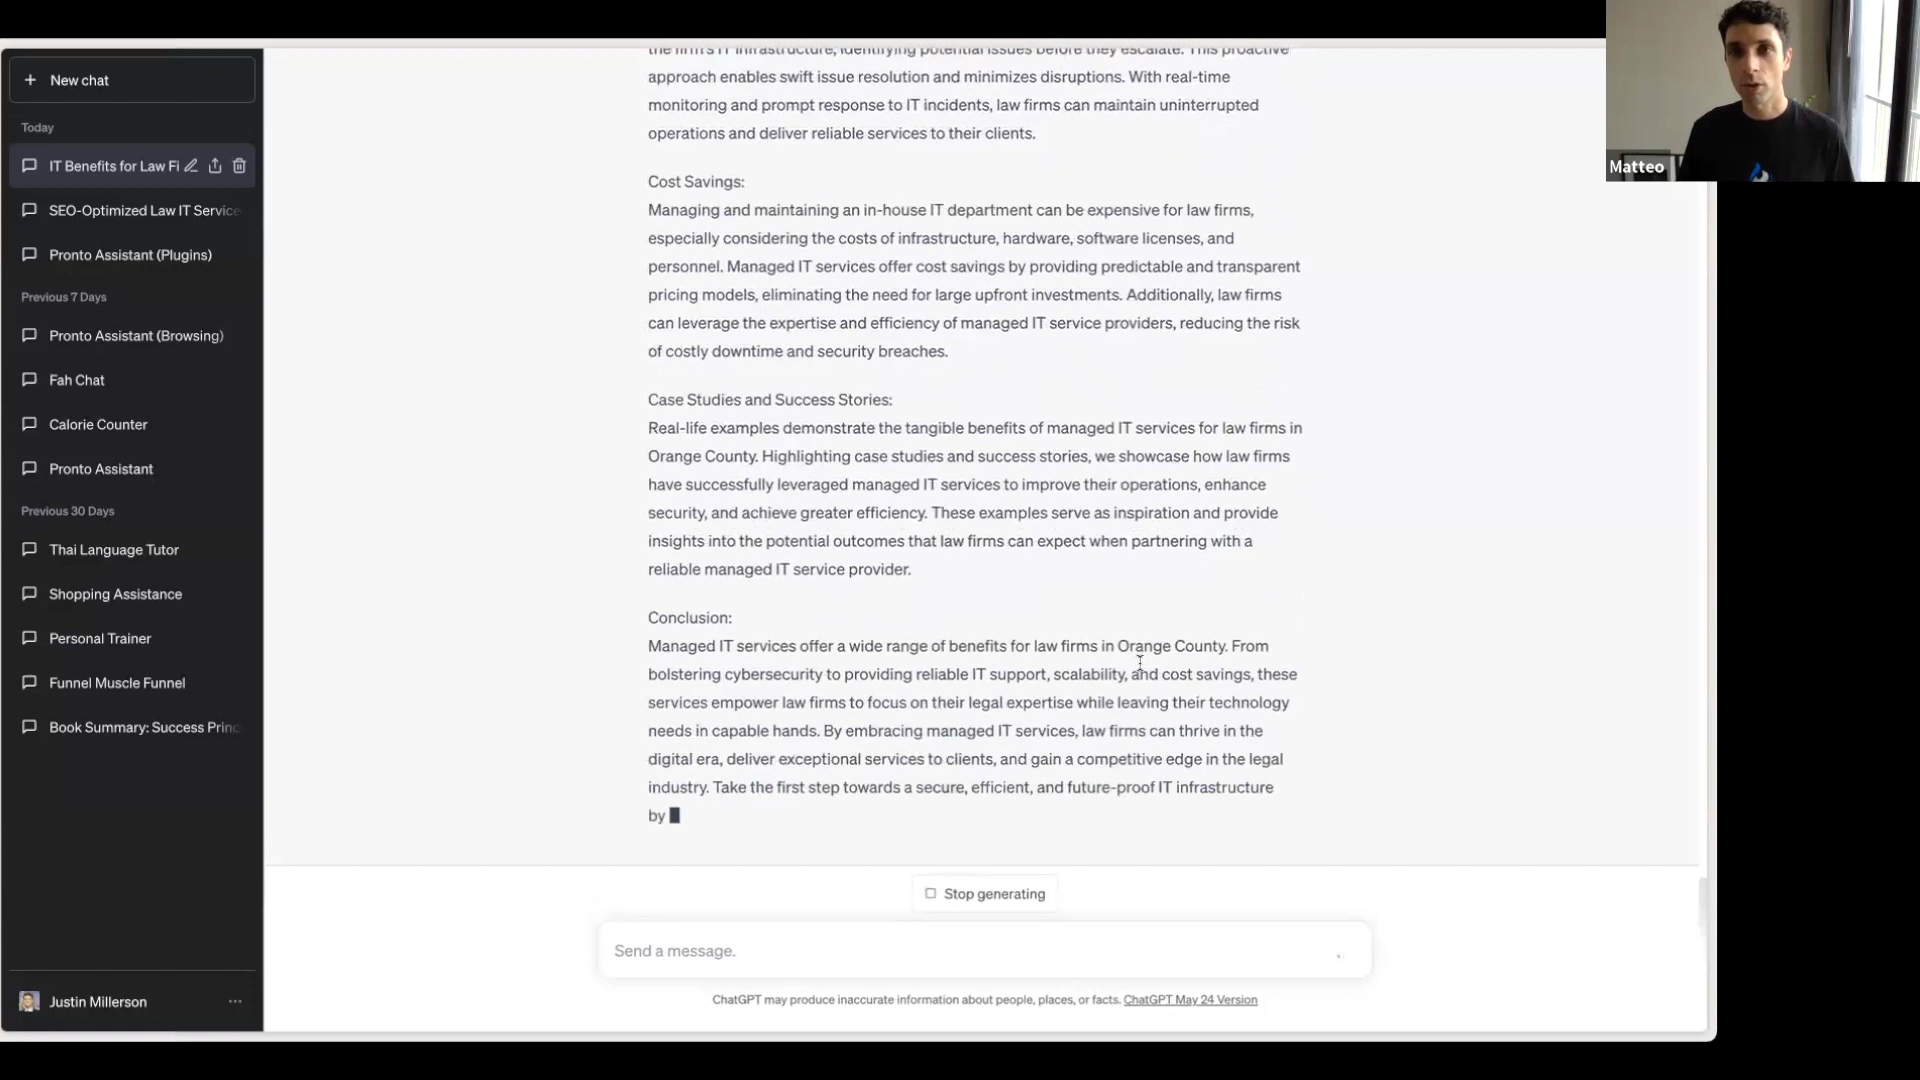 New chat
Today
IT Benefits for Law Fi
SEO-Optimized Law IT Service
Pronto Assistant (Plugins)
Previous 7 Days
Pronto Assistant (Browsing)
Fah Chat
Calorie Counter
Pronto Assistant
Previous 30 Days
Thai Language Tutor
Shopping Assistance
Personal Trainer
Funnel Muscle Funnel
Book Summary: Success Princ
Justin Millerson
the firm's IT infrastructure, identifying potential issues before they escalate. This proactive
approach enables swift issue resolution and minimizes disruptions. With real-time
monitoring and prompt response to IT incidents, law firms can maintain uninterrupted
operations and deliver reliable services to their clients.
Cost Savings:
Managing and maintaining an in-house IT department can be expensive for law firms,
especially considering the costs of infrastructure, hardware, software licenses, and
personnel. Managed IT services offer cost savings by providing predictable and transparent
pricing models, eliminating the need for large upfront investments. Additionally, law firms
can leverage the expertise and efficiency of managed IT service providers, reducing the risk
of costly downtime and security breaches.
Case Studies and Success Stories:
Real-life examples demonstrate the tangible benefits of managed IT services for law firms in
Orange County. Highlighting case studies and success stories, we showcase how law firms
have successfully leveraged managed IT services to improve their operations, enhance
security, and achieve greater efficiency. These examples serve as inspiration and provide
insights into the potential outcomes that law firms can expect when partnering with a
reliable managed IT service provider.
Conclusion:
Managed IT services offer a wide range of benefits for law firms in Orange County. From
bolstering cybersecurity to providing reliable IT support, scalability, and cost savings, these
services empower law firms to focus on their legal expertise while leaving their technology
needs in capable hands. By embracing managed IT services, law firms can thrive in the
digital era, deliver exceptional services to clients, and gain a competitive edge in the legal
industry. Take the first step towards a secure, efficient, and future-proof IT infrastructure
by
Stop generating
Send a message.
ChatGPT may produce inaccurate information about people, places, or facts. ChatGPT May 24 Version
Matteo